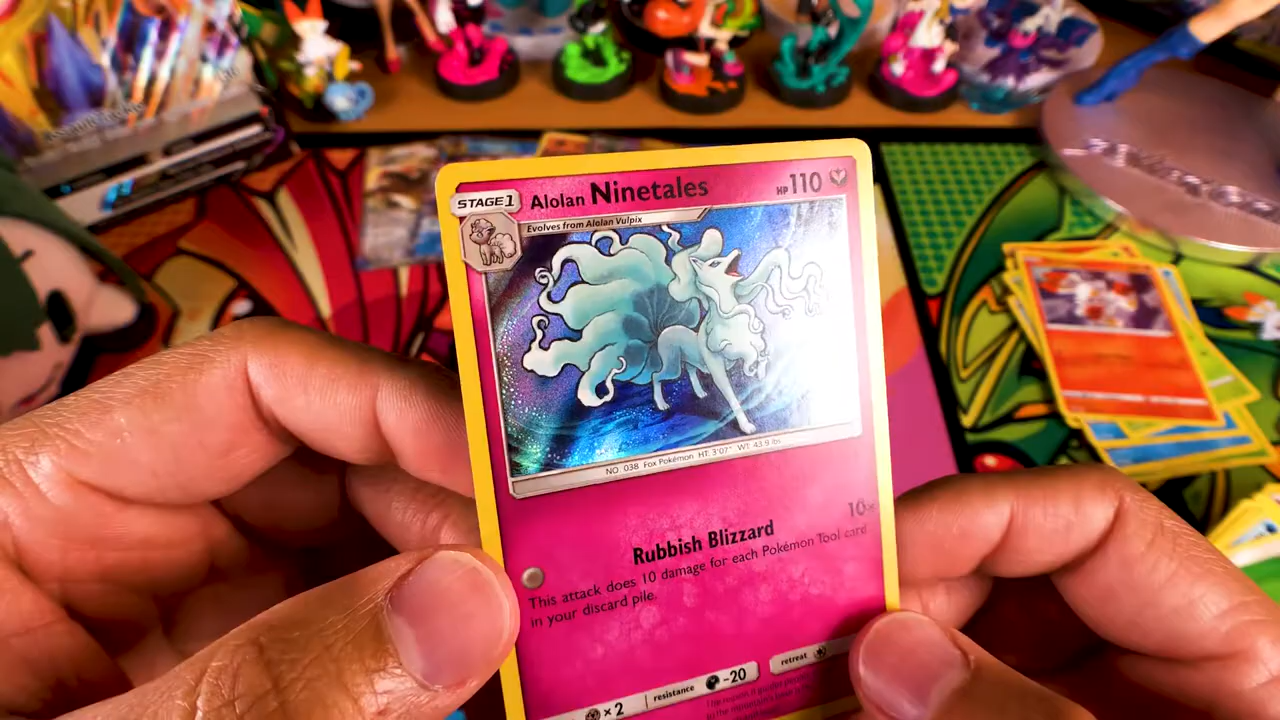 STAGE1
Alolan Ninetales
HP 110
Evolves from Alolan Vulpix
NO. 038 Fox Pokémon HT: 3'07" WT: 43.9 lbs
Rubbish Blizzard 10×
This attack does 10 damage for each Pokémon Tool card
in your discard pile.
×2 resistance -20 retreat